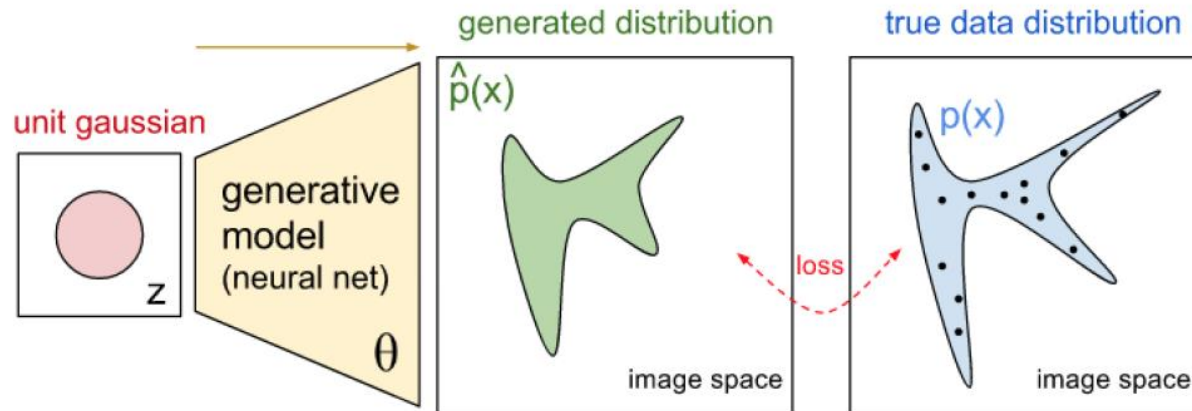 generated distribution
true data distribution
unit gaussian
z
generative
model
(neural net)
θ
p̂(x)
image space
loss
p(x)
image space